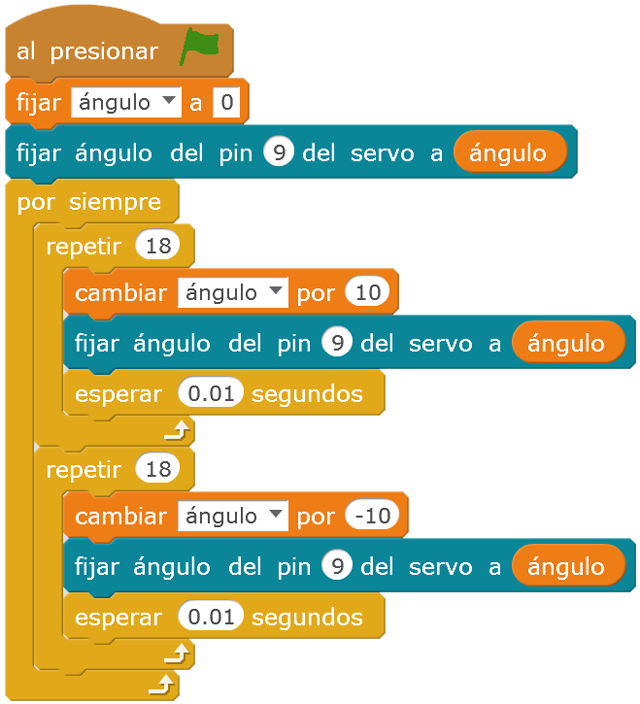 al presionar
fijar ángulo a 0
fijar ángulo del pin 9 del servo a ángulo
por siempre
repetir 18
cambiar ángulo por 10
fijar ángulo del pin 9 del servo a ángulo
esperar 0.01 segundos
repetir 18
cambiar ángulo por -10
fijar ángulo del pin 9 del servo a ángulo
esperar 0.01 segundos